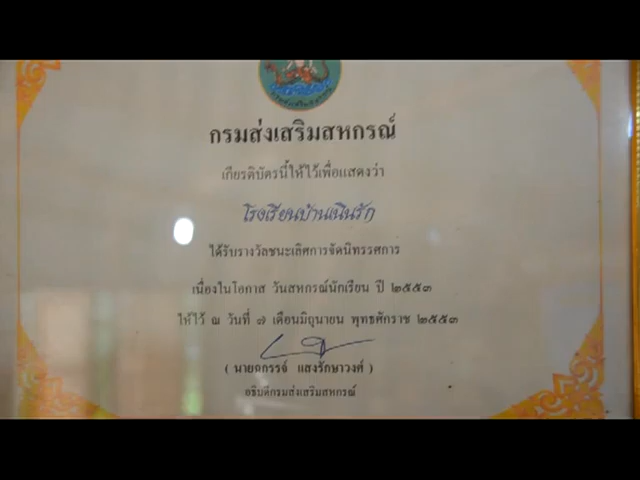 กรมส่งเสริมสหกรณ์
เกียรติบัตรนี้ให้ไว้เพื่อแสดงว่า
โรงเรียนบ้านเนินรัก
ได้รับรางวัลชนะเลิศการจัดนิทรรศการ
เนื่องในโอกาส วันสหกรณ์นักเรียน ปี ๒๕๕๓
ให้ไว้ ณ วันที่ ๗ เดือนมิถุนายน พุทธศักราช ๒๕๕๓
( นายฉกรรจ์ แสงรักษาวงศ์ )
อธิบดีกรมส่งเสริมสหกรณ์